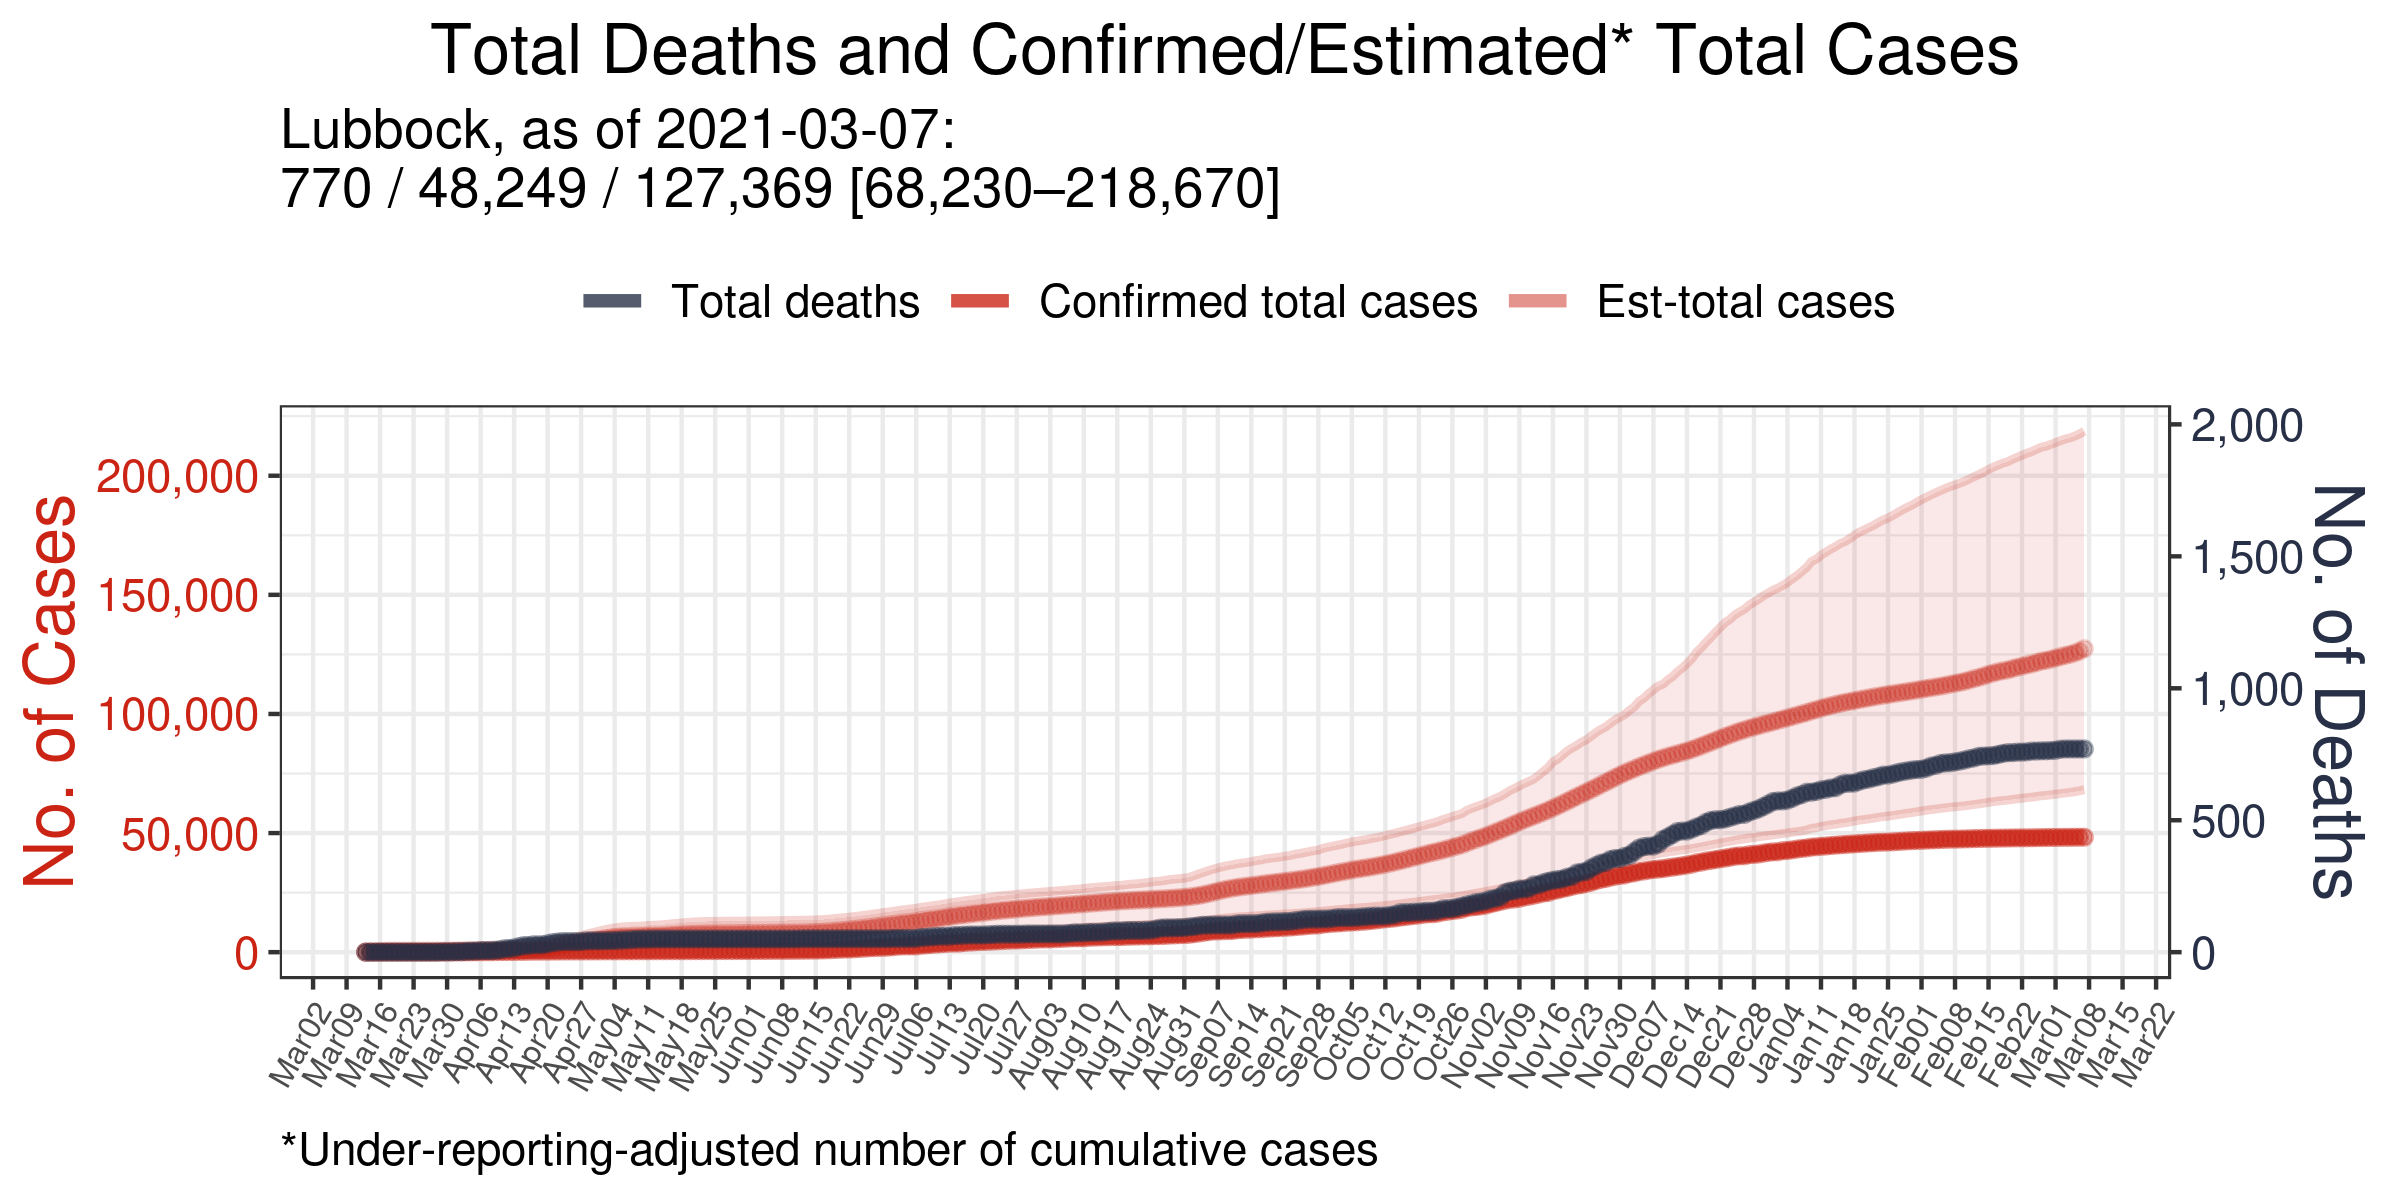 Total Deaths and Confirmed/Estimated* Total Cases
Lubbock, as of 2021-03-07:
770 / 48,249 / 127,369 [68,230–218,670]
Total deaths
Confirmed total cases
Est-total cases
No. of Cases
200,000
150,000
100,000
50,000
0
2,000
1,500
1,000
500
0
No. of Deaths
Mar02
Mar09
Mar16
Mar23
Mar30
Apr06
Apr13
Apr20
Apr27
May04
May11
May18
May25
Jun01
Jun08
Jun15
Jun22
Jun29
Jul06
Jul13
Jul20
Jul27
Aug03
Aug10
Aug17
Aug24
Aug31
Sep07
Sep14
Sep21
Sep28
Oct05
Oct12
Oct19
Oct26
Nov02
Nov09
Nov16
Nov23
Nov30
Dec07
Dec14
Dec21
Dec28
Jan04
Jan11
Jan18
Jan25
Feb01
Feb08
Feb15
Feb22
Mar01
Mar08
Mar15
Mar22
*Under-reporting-adjusted number of cumulative cases